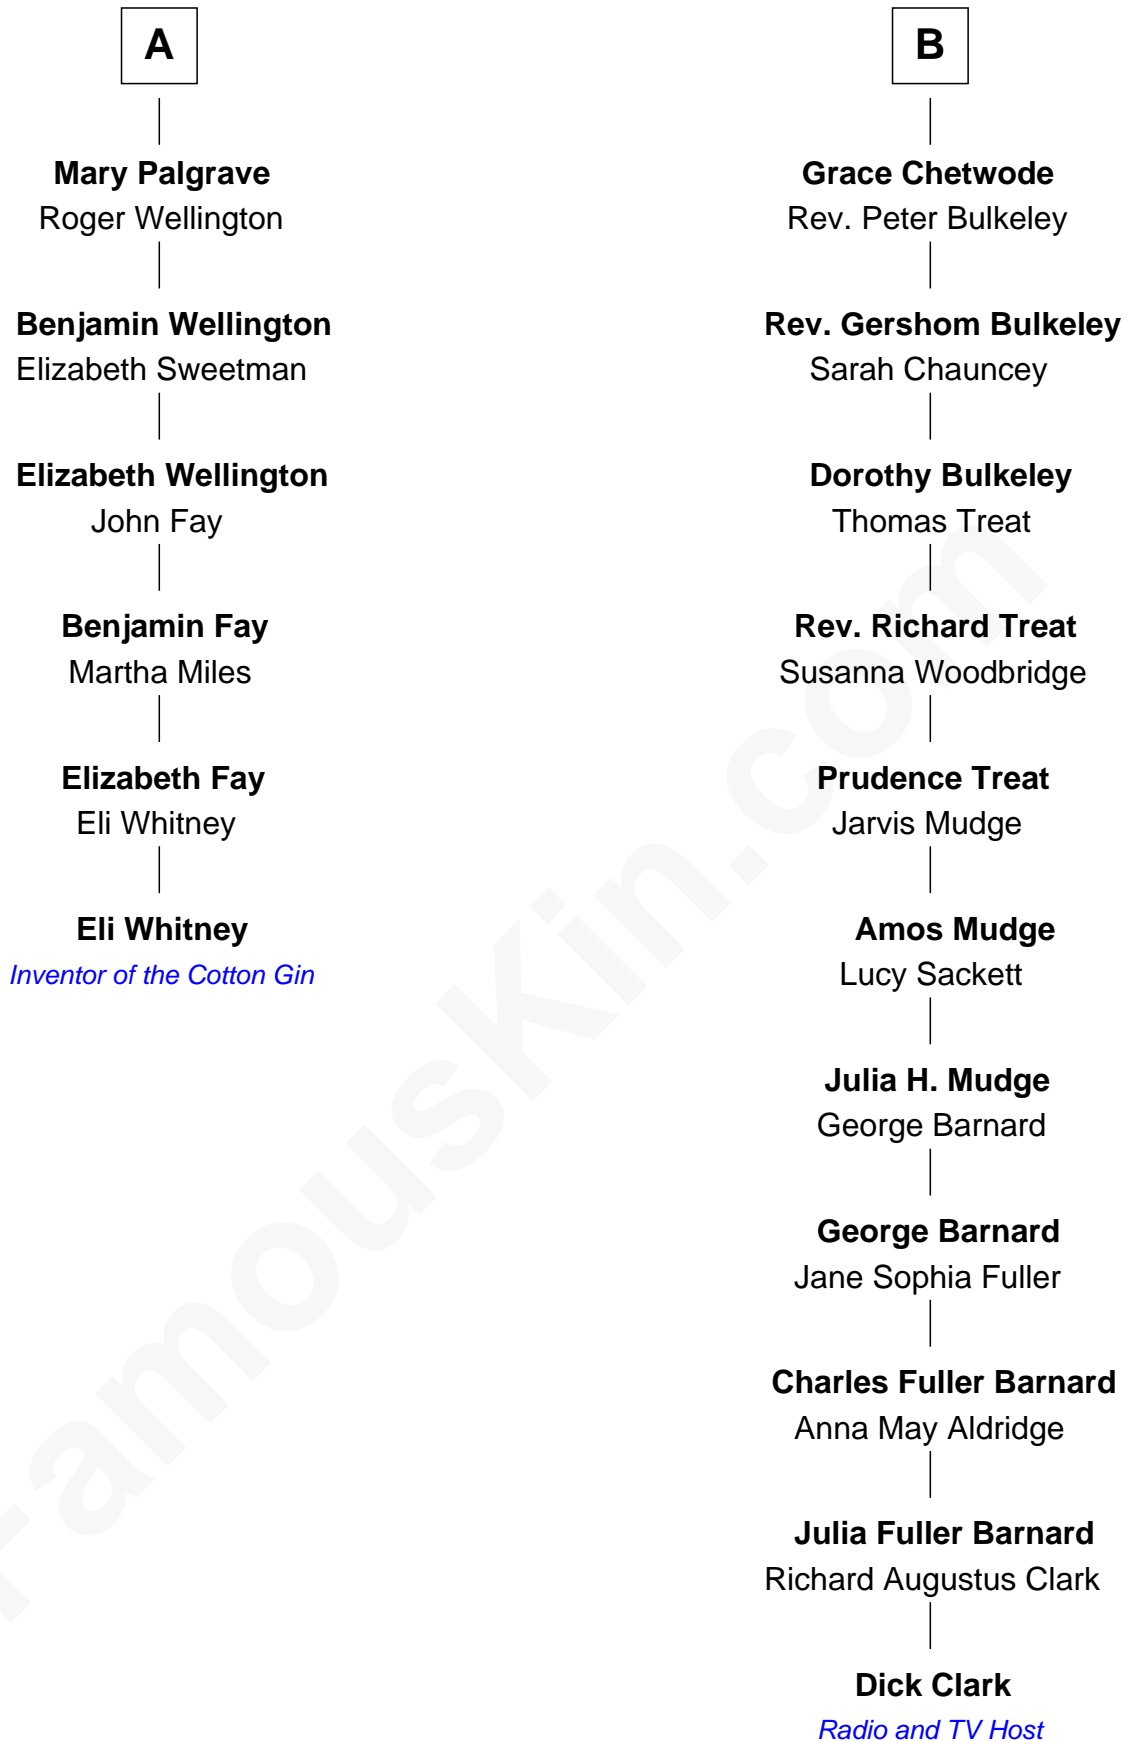 A
Mary Palgrave
Roger Wellington
Benjamin Wellington
Elizabeth Sweetman
Elizabeth Wellington
John Fay
Benjamin Fay
Martha Miles
Elizabeth Fay
Eli Whitney
Eli Whitney
Inventor of the Cotton Gin
B
Grace Chetwode
Rev. Peter Bulkeley
Rev. Gershom Bulkeley
Sarah Chauncey
Dorothy Bulkeley
Thomas Treat
Rev. Richard Treat
Susanna Woodbridge
Prudence Treat
Jarvis Mudge
Amos Mudge
Lucy Sackett
Julia H. Mudge
George Barnard
George Barnard
Jane Sophia Fuller
Charles Fuller Barnard
Anna May Aldridge
Julia Fuller Barnard
Richard Augustus Clark
Dick Clark
Radio and TV Host
FamousKin.com